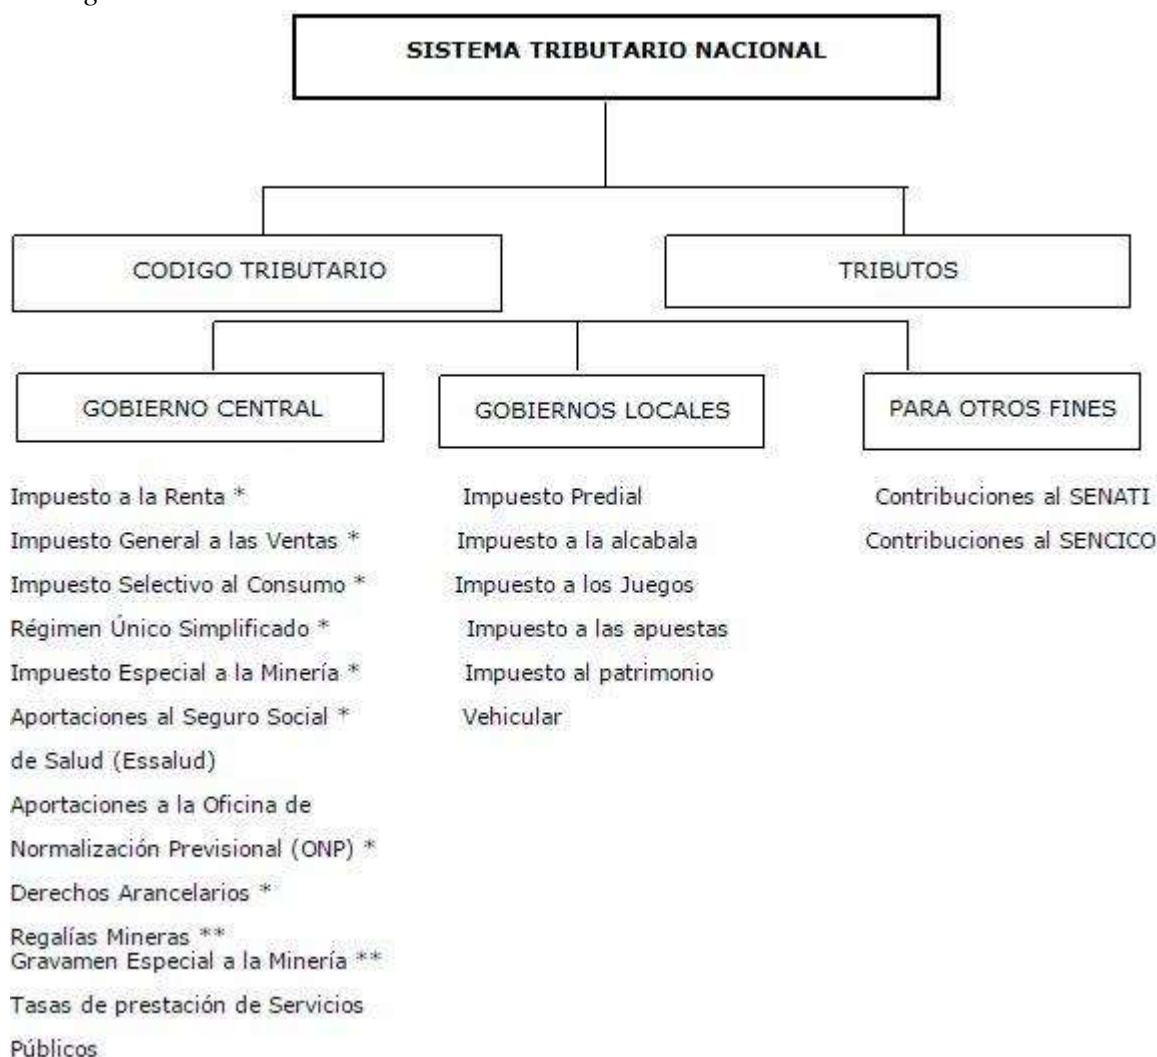 SISTEMA TRIBUTARIO NACIONAL
CODIGO TRIBUTARIO
TRIBUTOS
GOBIERNO CENTRAL
GOBIERNOS LOCALES
PARA OTROS FINES
Impuesto a la Renta *
Impuesto General a las Ventas *
Impuesto Selectivo al Consumo *
Régimen Único Simplificado *
Impuesto Especial a la Minería *
Aportaciones al Seguro Social *
de Salud (Essalud)
Aportaciones a la Oficina de
Normalización Previsional (ONP) *
Derechos Arancelarios *
Regalías Mineras **
Gravamen Especial a la Minería **
Tasas de prestación de Servicios
Públicos
Impuesto Predial
Impuesto a la alcabala
Impuesto a los Juegos
Impuesto a las apuestas
Impuesto al patrimonio
Vehicular
Contribuciones al SENATI
Contribuciones al SENCICO